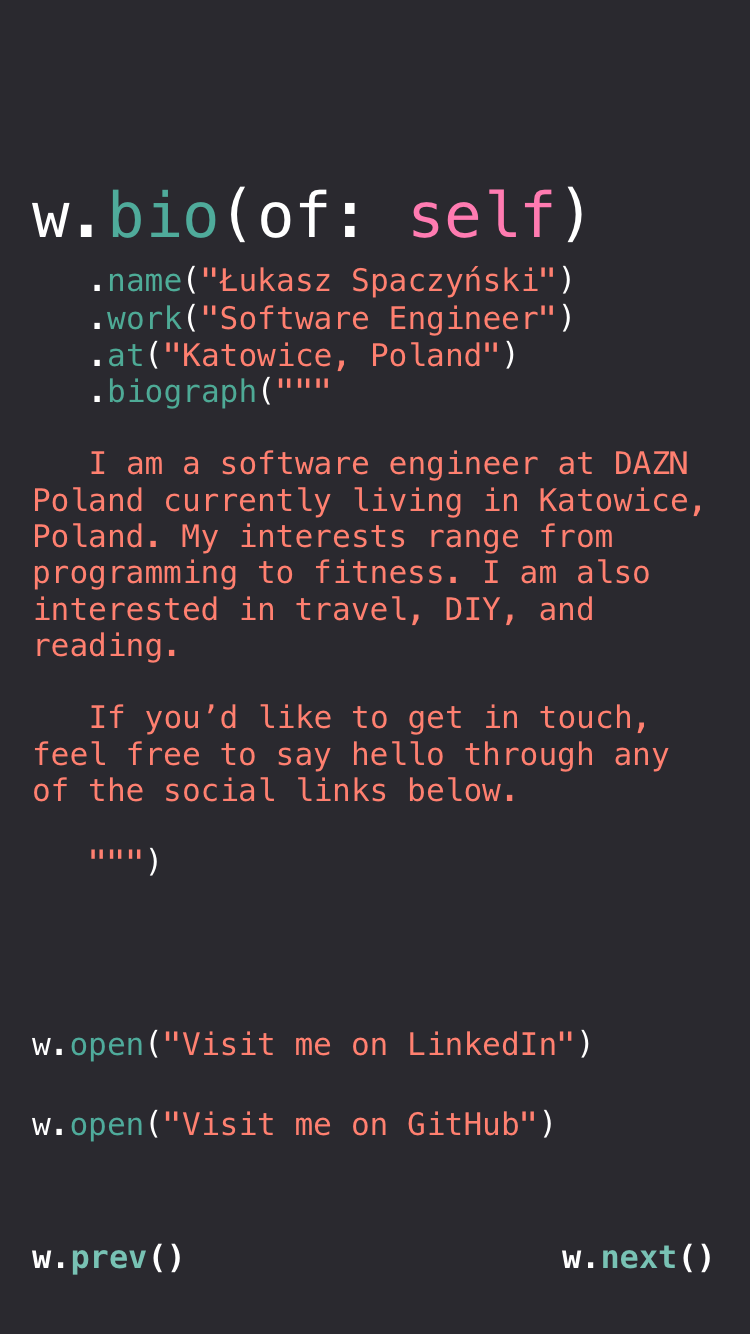 w.bio(of: self)
.name("Łukasz Spaczyński")
.work("Software Engineer")
.at("Katowice, Poland")
.biograph("""
I am a software engineer at DAZN
Poland currently living in Katowice,
Poland. My interests range from
programming to fitness. I am also
interested in travel, DIY, and
reading.
If you’d like to get in touch,
feel free to say hello through any
of the social links below.
""")
w.open("Visit me on LinkedIn")
w.open("Visit me on GitHub")
w.prev() w.next()